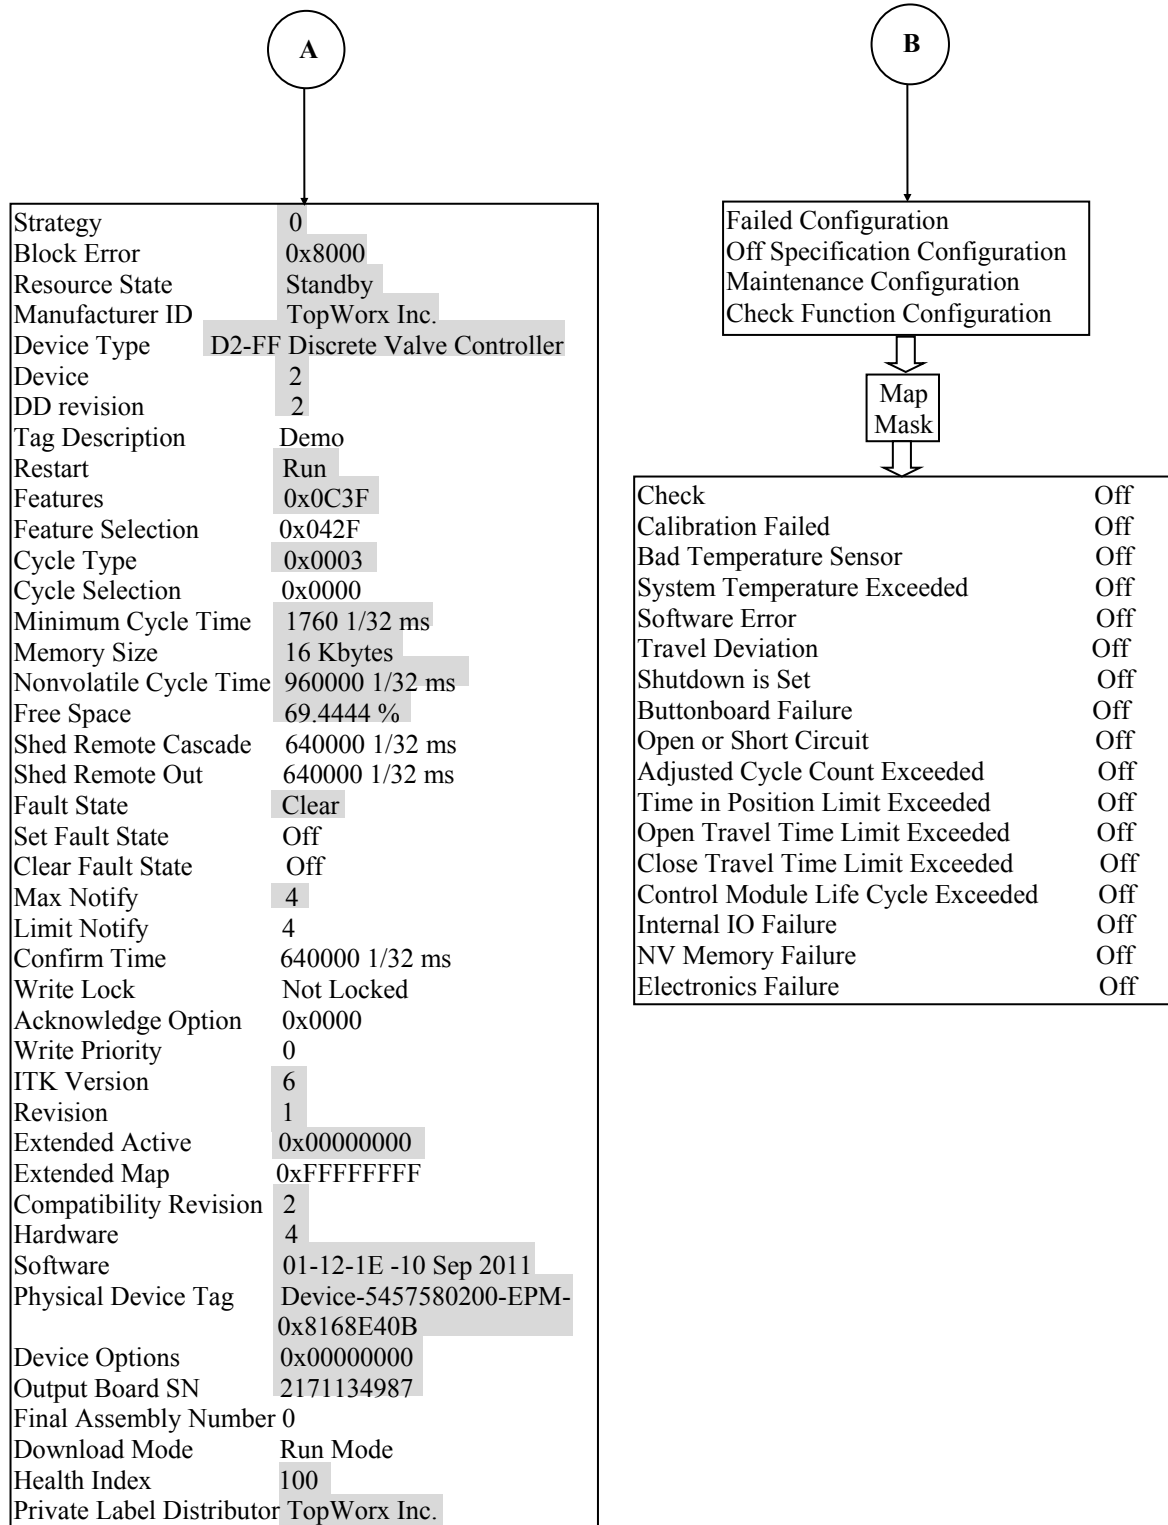 A
Strategy 0
Block Error 0x8000
Resource State Standby
Manufacturer ID TopWorx Inc.
Device Type D2-FF Discrete Valve Controller
Device 2
DD revision 2
Tag Description Demo
Restart Run
Features 0x0C3F
Feature Selection 0x042F
Cycle Type 0x0003
Cycle Selection 0x0000
Minimum Cycle Time 1760 1/32 ms
Memory Size 16 Kbytes
Nonvolatile Cycle Time 960000 1/32 ms
Free Space 69.4444 %
Shed Remote Cascade 640000 1/32 ms
Shed Remote Out 640000 1/32 ms
Fault State Clear
Set Fault State Off
Clear Fault State Off
Max Notify 4
Limit Notify 4
Confirm Time 640000 1/32 ms
Write Lock Not Locked
Acknowledge Option 0x0000
Write Priority 0
ITK Version 6
Revision 1
Extended Active 0x00000000
Extended Map 0xFFFFFFFF
Compatibility Revision 2
Hardware 4
Software 01-12-1E -10 Sep 2011
Physical Device Tag Device-5457580200-EPM-
0x8168E40B
Device Options 0x00000000
Output Board SN 2171134987
Final Assembly Number 0
Download Mode Run Mode
Health Index 100
Private Label Distributor TopWorx Inc.
B
Failed Configuration
Off Specification Configuration
Maintenance Configuration
Check Function Configuration
Map
Mask
Check Off
Calibration Failed Off
Bad Temperature Sensor Off
System Temperature Exceeded Off
Software Error Off
Travel Deviation Off
Shutdown is Set Off
Buttonboard Failure Off
Open or Short Circuit Off
Adjusted Cycle Count Exceeded Off
Time in Position Limit Exceeded Off
Open Travel Time Limit Exceeded Off
Close Travel Time Limit Exceeded Off
Control Module Life Cycle Exceeded Off
Internal IO Failure Off
NV Memory Failure Off
Electronics Failure Off